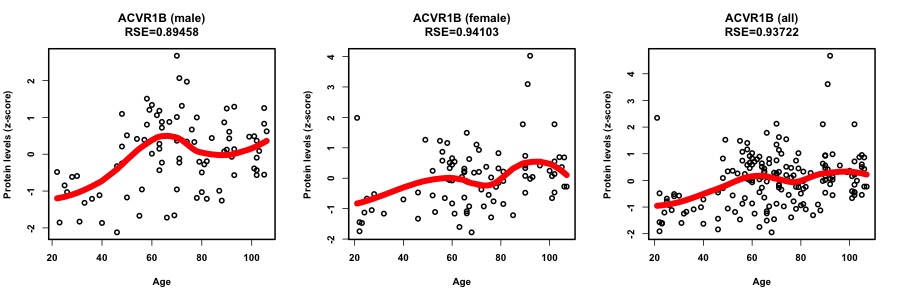 ACVR1B (male)
RSE=0.89458
Protein levels (z-score)
2
1
0
-1
-2
20 40 60 80 100
Age
ACVR1B (female)
RSE=0.94103
Protein levels (z-score)
4
3
2
1
0
-1
-2
20 40 60 80 100
Age
ACVR1B (all)
RSE=0.93722
Protein levels (z-score)
4
3
2
1
0
-1
-2
20 40 60 80 100
Age